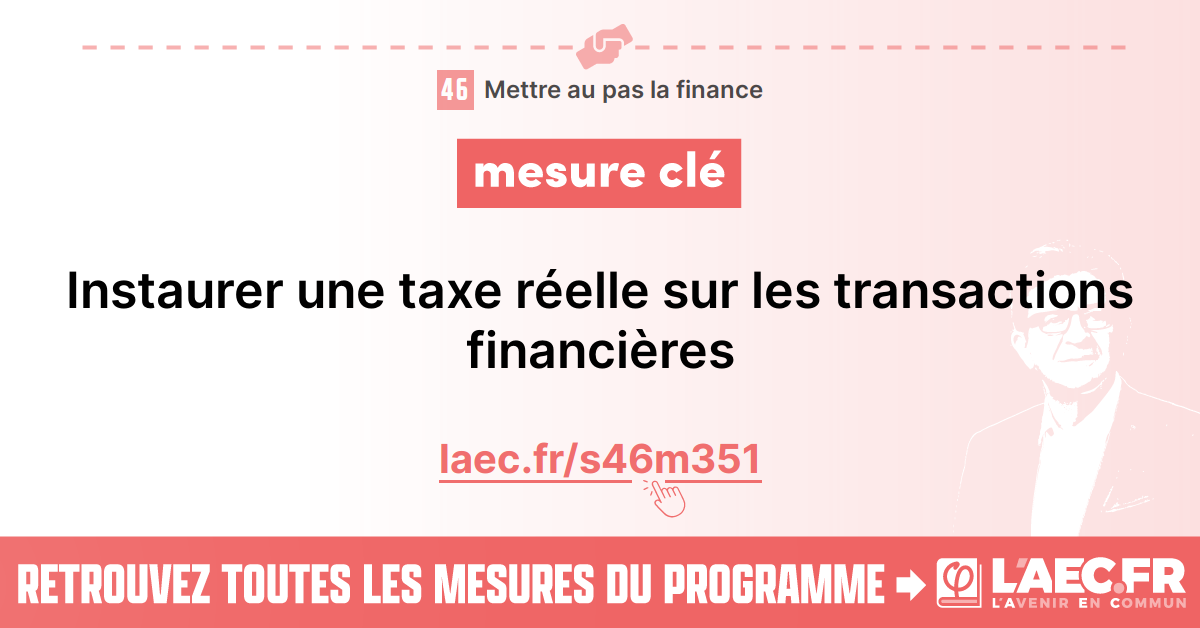 46 Mettre au pas la finance
mesure clé
Instaurer une taxe réelle sur les transactions
financières
laec.fr/s46m351
RETROUVEZ TOUTES LES MESURES DU PROGRAMME
φ L'AEC.FR
L'AVENIR EN COMMUN